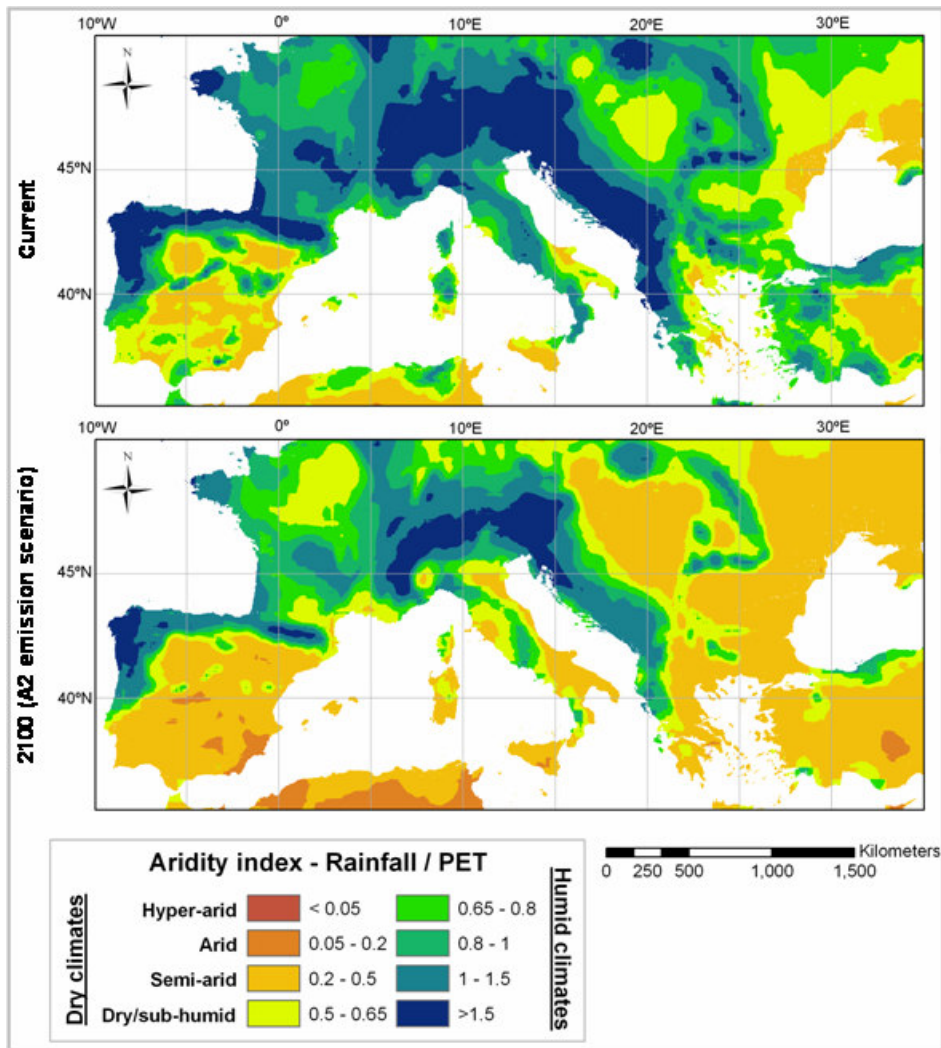 10ºW 0º 10ºE 20ºE 30ºE
N
45ºN
40ºN
Current
10ºW 0º 10ºE 20ºE 30ºE
N
45ºN
40ºN
2100 (A2 emission scenario)
Aridity index - Rainfall / PET
Dry climates
Humid climates
Hyper-arid < 0.05 0.65 - 0.8
Arid 0.05 - 0.2 0.8 - 1
Semi-arid 0.2 - 0.5 1 - 1.5
Dry/sub-humid 0.5 - 0.65 >1.5
Kilometers
0 250 500 1,000 1,500